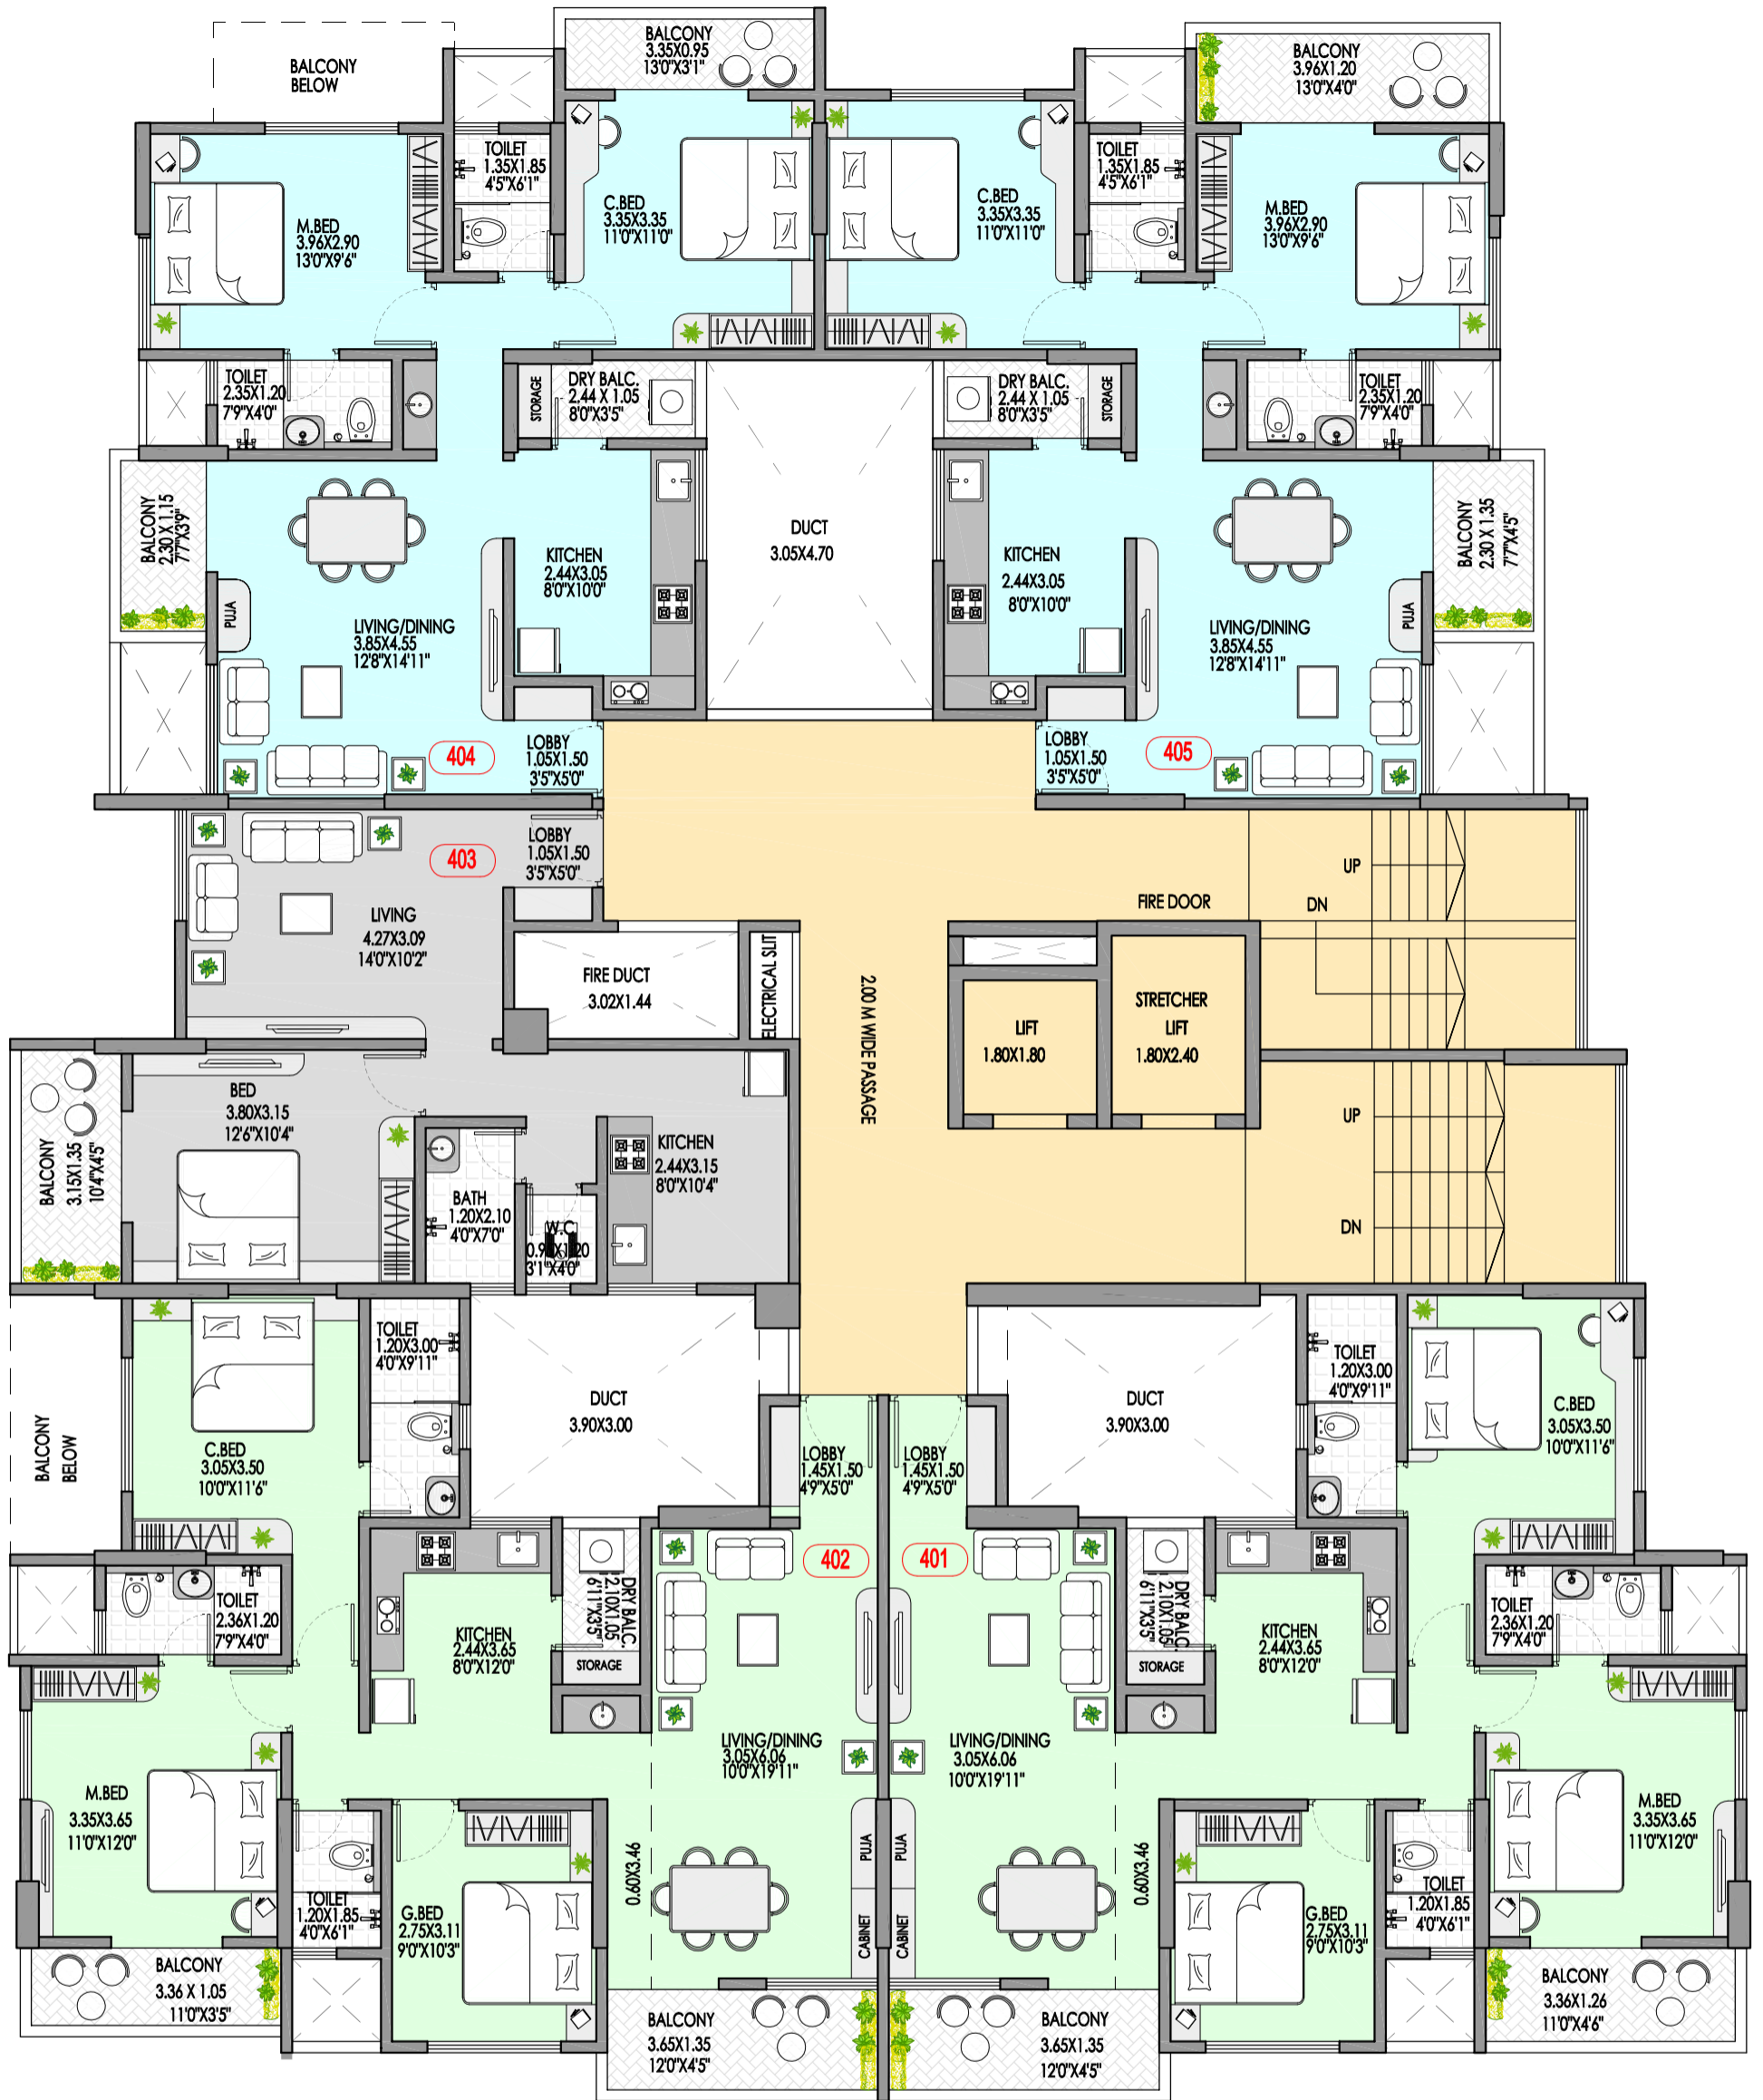 BALCONY
BELOW
BALCONY
3.35X0.95
13'0"X3'1"
BALCONY
3.96X1.20
13'0"X4'0"
TOILET
1.35X1.85
4'5"X6'1"
M.BED
3.96X2.90
13'0"X9'6"
C.BED
3.35X3.35
11'0"X11'0"
C.BED
3.35X3.35
11'0"X11'0"
TOILET
1.35X1.85
4'5"X6'1"
M.BED
3.96X2.90
13'0"X9'6"
TOILET
2.35X1.20
7'9"X4'0"
STORAGE
DRY BALC.
2.44 X 1.05
8'0"X3'5"
DRY BALC.
2.44 X 1.05
8'0"X3'5"
STORAGE
TOILET
2.35X1.20
7'9"X4'0"
BALCONY
2.30 X 1.15
7'7"X3'9"
PUJA
LIVING/DINING
3.85X4.55
12'8"X14'11"
KITCHEN
2.44X3.05
8'0"X10'0"
DUCT
3.05X4.70
KITCHEN
2.44X3.05
8'0"X10'0"
LIVING/DINING
3.85X4.55
12'8"X14'11"
PUJA
BALCONY
2.30 X 1.35
7'7"X4'5"
404
LOBBY
1.05X1.50
3'5"X5'0"
LOBBY
1.05X1.50
3'5"X5'0"
405
403
LOBBY
1.05X1.50
3'5"X5'0"
LIVING
4.27X3.09
14'0"X10'2"
FIRE DUCT
3.02X1.44
ELECTRICAL SLIT
2.00 M WIDE PASSAGE
FIRE DOOR
UP
DN
LIFT
1.80X1.80
STRETCHER
LIFT
1.80X2.40
UP
DN
BALCONY
3.15X1.35
10'4"X4'5"
BED
3.80X3.15
12'6"X10'4"
BATH
1.20X2.10
4'0"X7'0"
W.C
3'1"X4'0"
KITCHEN
2.44X3.15
8'0"X10'4"
BALCONY
BELOW
C.BED
3.05X3.50
10'0"X11'6"
TOILET
1.20X3.00
4'0"X9'11"
DUCT
3.90X3.00
LOBBY
1.45X1.50
4'9"X5'0"
LOBBY
1.45X1.50
4'9"X5'0"
DUCT
3.90X3.00
TOILET
1.20X3.00
4'0"X9'11"
C.BED
3.05X3.50
10'0"X11'6"
402
401
TOILET
2.36X1.20
7'9"X4'0"
KITCHEN
2.44X3.65
8'0"X12'0"
DRY BALC.
2.10X1.05
6'11"X3'5"
STORAGE
DRY BALC.
2.10X1.05
6'11"X3'5"
STORAGE
KITCHEN
2.44X3.65
8'0"X12'0"
TOILET
2.36X1.20
7'9"X4'0"
M.BED
3.35X3.65
11'0"X12'0"
LIVING/DINING
3.05X6.06
10'0"X19'11"
LIVING/DINING
3.05X6.06
10'0"X19'11"
M.BED
3.35X3.65
11'0"X12'0"
0.60X3.46
PUJA
CABINET
PUJA
CABINET
0.60X3.46
TOILET
1.20X1.85
4'0"X6'1"
G.BED
2.75X3.11
9'0"X10'3"
G.BED
2.75X3.11
9'0"X10'3"
TOILET
1.20X1.85
4'0"X6'1"
BALCONY
3.36 X 1.05
11'0"X3'5"
BALCONY
3.65X1.35
12'0"X4'5"
BALCONY
3.65X1.35
12'0"X4'5"
BALCONY
3.36X1.26
11'0"X4'6"